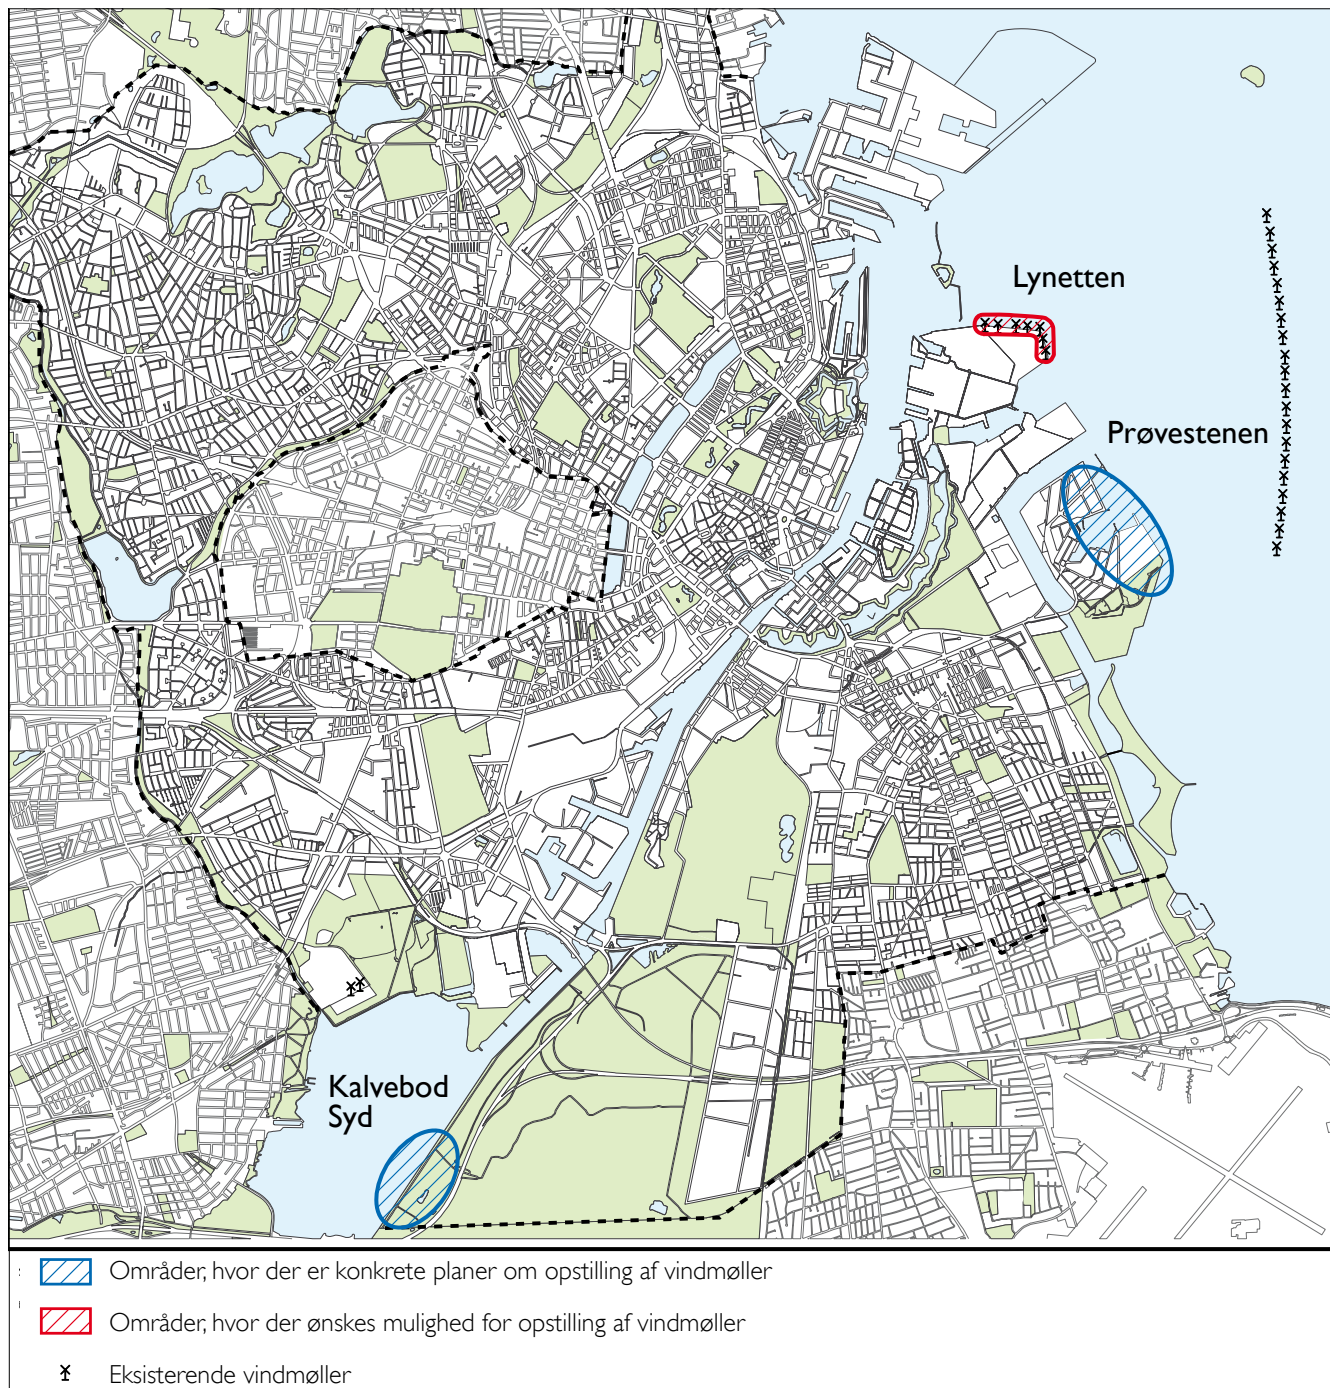 Lynetten
Prøvestenen
Kalvebod
Syd
Områder, hvor der er konkrete planer om opstilling af vindmøller
Områder, hvor der ønskes mulighed for opstilling af vindmøller
Eksisterende vindmøller